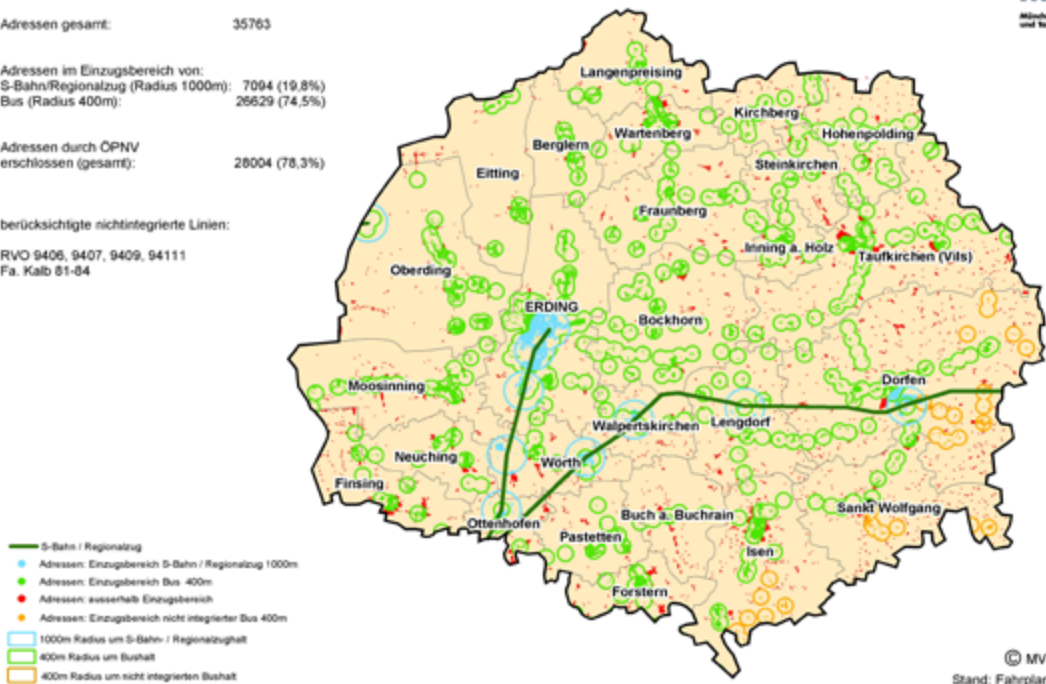 Adressen gesamt: 35763
Adressen im Einzugsbereich von:
S-Bahn/Regionalzug (Radius 1000m): 7094 (19,8%)
Bus (Radius 400m): 26629 (74,5%)
Adressen durch ÖPNV
erschlossen (gesamt): 28004 (78,3%)
berücksichtigte nichtintegrierte Linien:
RVO 9406, 9407, 9409, 94111
Fa. Kalb 81-84
Langenpreising
Kirchberg
Wartenberg
Hohenpolding
Berglern
Steinkirchen
Eitting
Fraunberg
Inning a. Holz
Taufkirchen (Vils)
Oberding
ERDING
Bockhorn
Moosinning
Dorfen
Walpertskirchen
Lengdorf
Neuching
Wörth
Finsing
Sankt Wolfgang
Ottenhofen
Buch a. Buchrain
Pastetten
Isen
Forstern
S-Bahn / Regionalzug
Adressen: Einzugsbereich S-Bahn / Regionalzug 1000m
Adressen: Einzugsbereich Bus 400m
Adressen: ausserhalb Einzugsbereich
Adressen: Einzugsbereich nicht integrierter Bus 400m
1000m Radius um S-Bahn- / Regionalzughalt
400m Radius um Bushalt
400m Radius um nicht integrierten Bushalt
© MV
Stand: Fahrplan